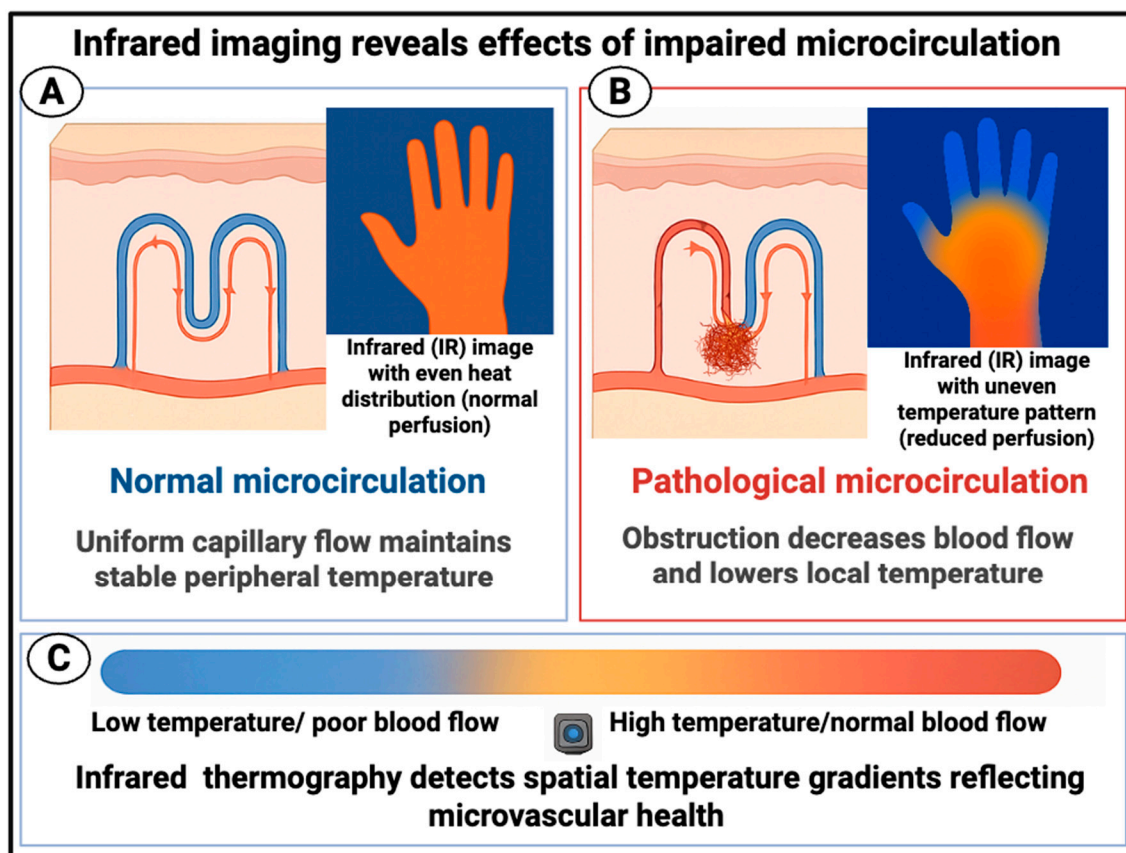 Infrared imaging reveals effects of impaired microcirculation
A
Infrared (IR) image
with even heat
distribution (normal
perfusion)
Normal microcirculation
Uniform capillary flow maintains
stable peripheral temperature
B
Infrared (IR) image
with uneven
temperature pattern
(reduced perfusion)
Pathological microcirculation
Obstruction decreases blood flow
and lowers local temperature
C
Low temperature/ poor blood flow
High temperature/normal blood flow
Infrared thermography detects spatial temperature gradients reflecting
microvascular health